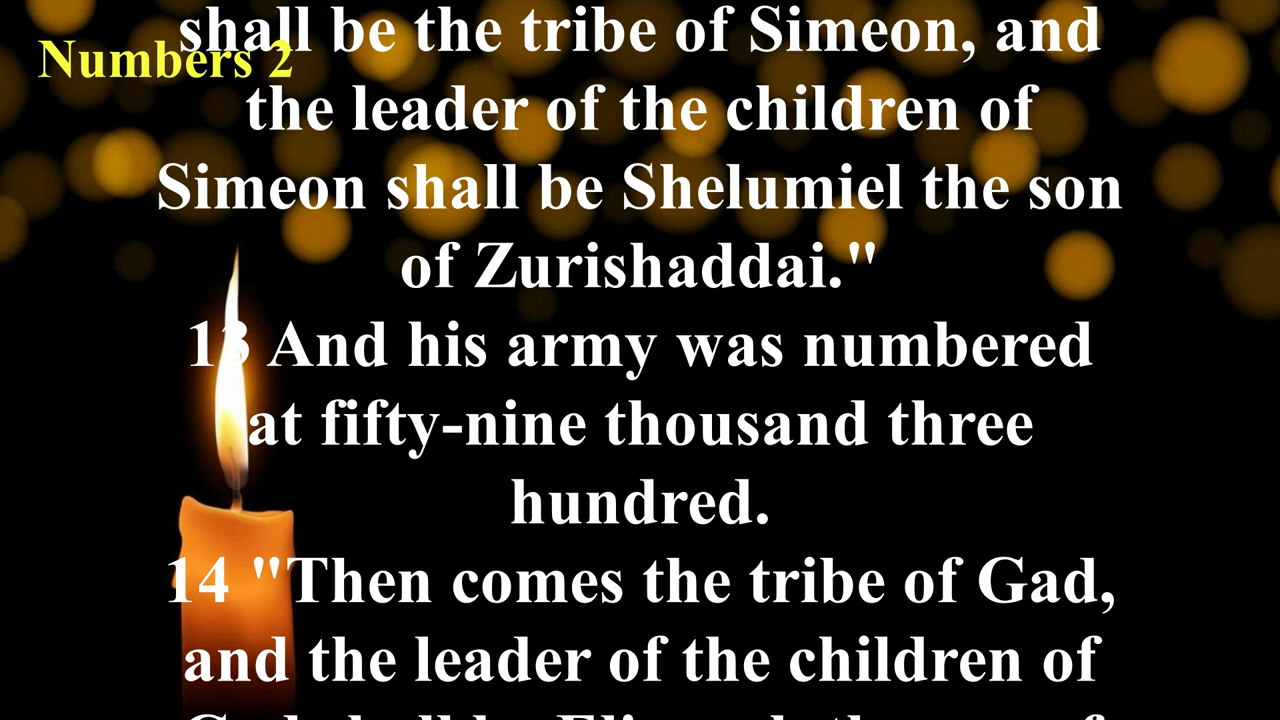 Numbers 2
shall be the tribe of Simeon, and
the leader of the children of
Simeon shall be Shelumiel the son
of Zurishaddai."
13 And his army was numbered
at fifty-nine thousand three
hundred.
14 "Then comes the tribe of Gad,
and the leader of the children of